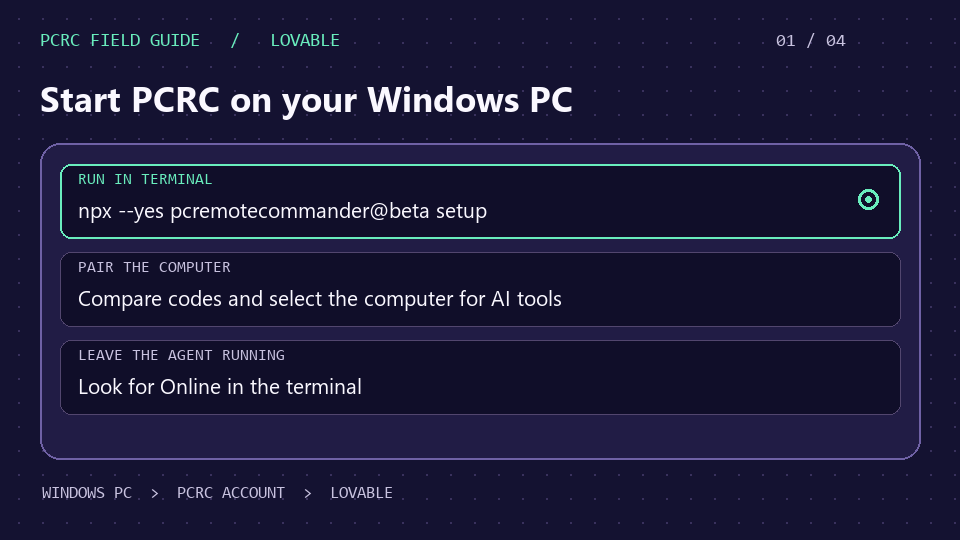 PCRC FIELD GUIDE / LOVABLE 01 / 04
Start PCRC on your Windows PC
RUN IN TERMINAL
npx --yes pcremotecommander@beta setup
PAIR THE COMPUTER
Compare codes and select the computer for AI tools
LEAVE THE AGENT RUNNING
Look for Online in the terminal
WINDOWS PC > PCRC ACCOUNT > LOVABLE